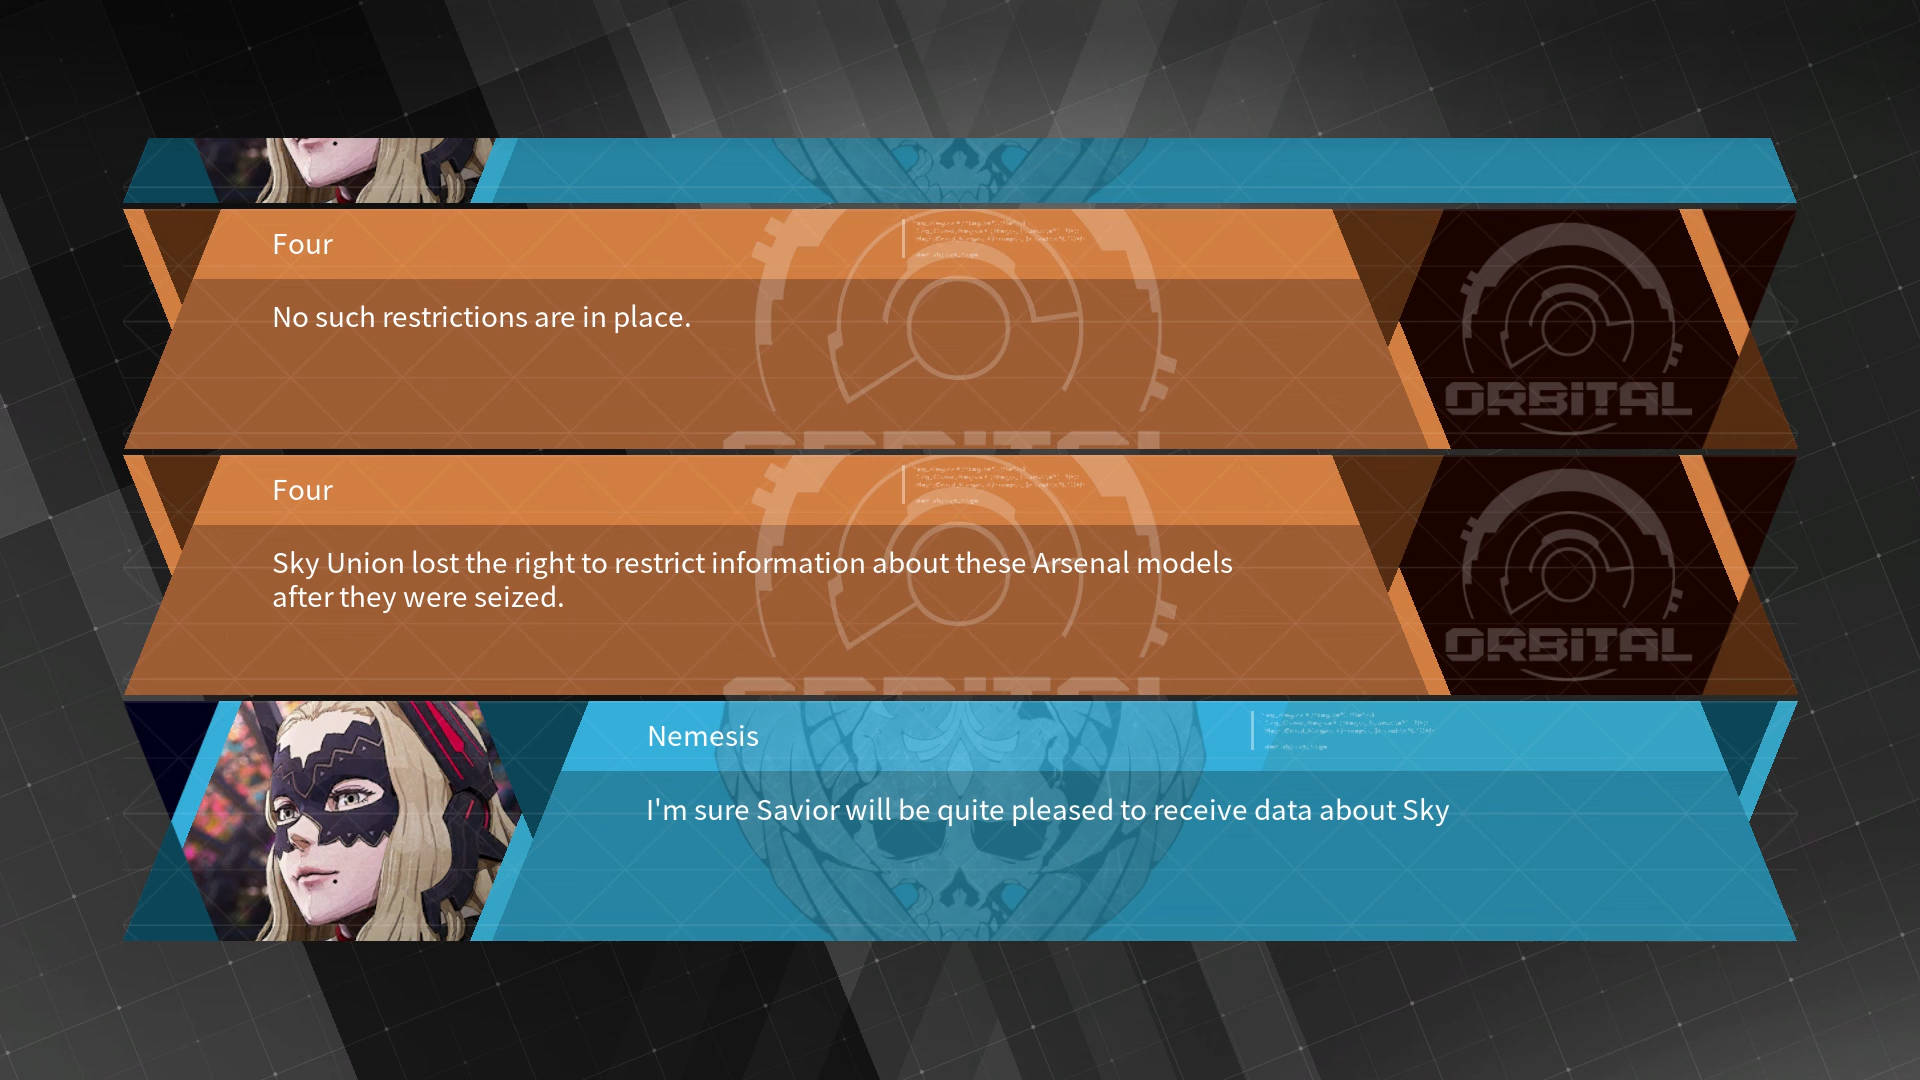 Four
No such restrictions are in place.
ORBITAL
Four
Sky Union lost the right to restrict information about these Arsenal models
after they were seized.
ORBITAL
Nemesis
I'm sure Savior will be quite pleased to receive data about Sky